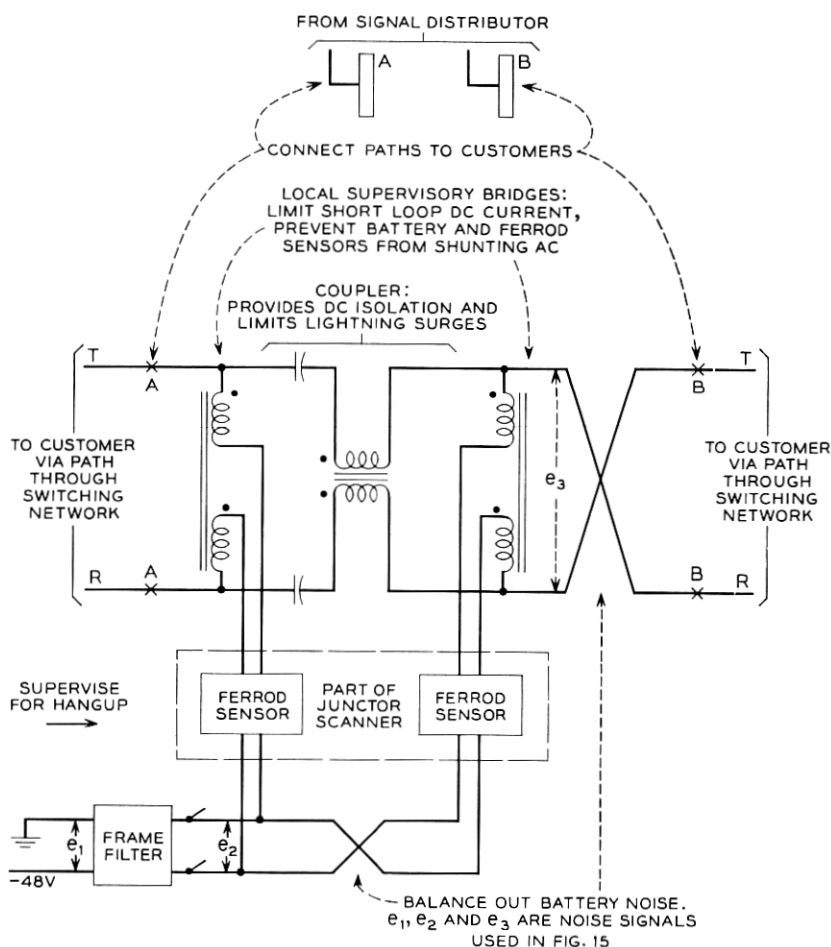 FROM SIGNAL DISTRIBUTOR
A
B
CONNECT PATHS TO CUSTOMERS
LOCAL SUPERVISORY BRIDGES:
LIMIT SHORT LOOP DC CURRENT,
PREVENT BATTERY AND FERROD
SENSORS FROM SHUNTING AC
COUPLER:
PROVIDES DC ISOLATION AND
LIMITS LIGHTNING SURGES
T
A
B
T
TO CUSTOMER
VIA PATH
THROUGH
SWITCHING
NETWORK
e3
TO CUSTOMER
VIA PATH
THROUGH
SWITCHING
NETWORK
R
A
B
R
SUPERVISE
FOR HANGUP
FERROD
SENSOR
PART OF
JUNCTOR
SCANNER
FERROD
SENSOR
e1
FRAME
FILTER
e2
-48V
BALANCE OUT BATTERY NOISE.
e1, e2 AND e3 ARE NOISE SIGNALS
USED IN FIG. 15